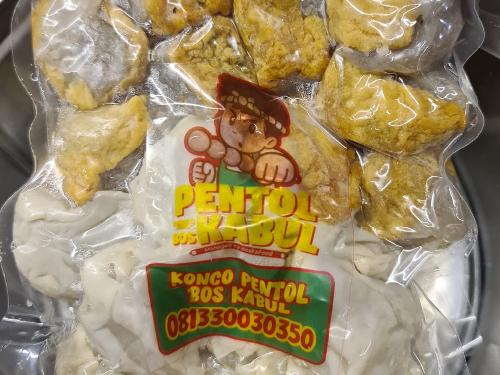 PENTOL
BOS KABUL
KONCO PENTOL
BOS KABUL
081330030350